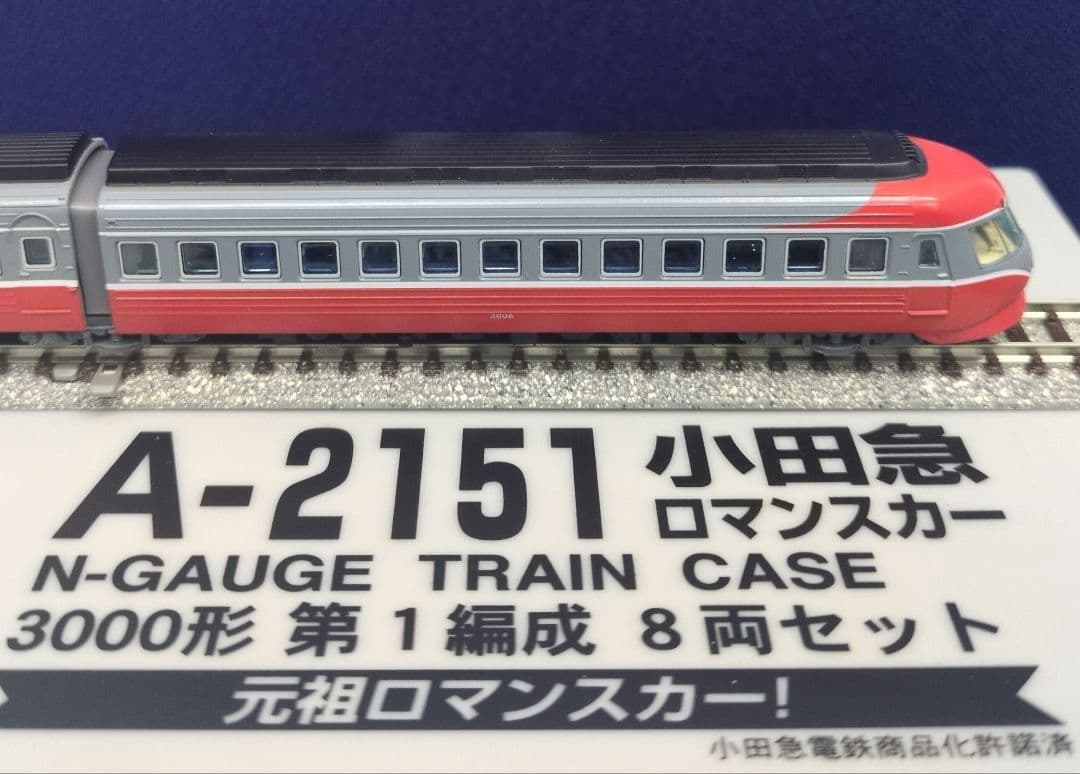 3008
A-2151 小田急
ロマンスカー
N-GAUGE TRAIN CASE
3000形 第1編成 8両セット
元祖ロマンスカー!
小田急電鉄商品化許諾済